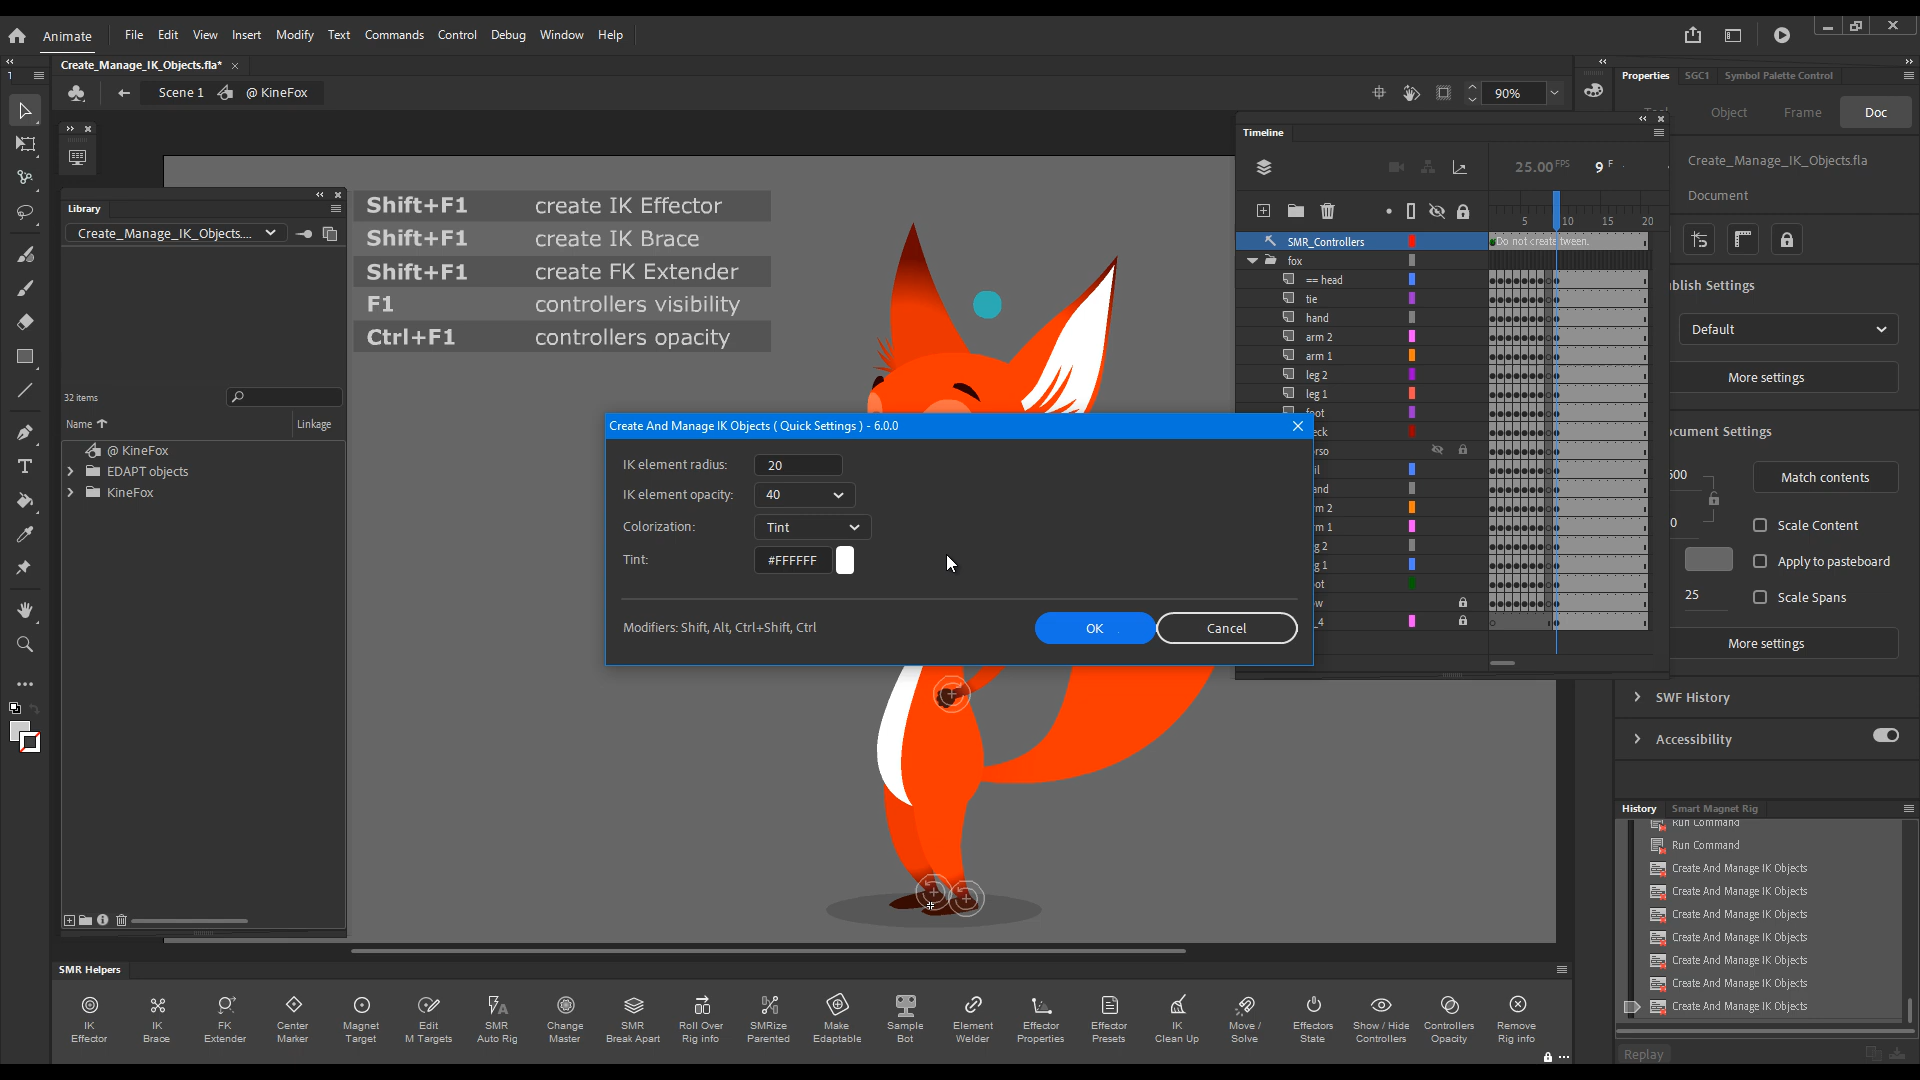 Animate File Edit View Insert Modify Text Commands Control Debug Window Help
Create_Manage_IK_Objects.fla* ×
Scene 1 @ KineFox 90%
Properties SGC1 Symbol Palette Control
Object Frame Doc
Create_Manage_IK_Objects.fla
Document
Default
More settings
Match contents
Scale Content
Apply to pasteboard
25 Scale Spans
More settings
SWF History
Accessibility
Library
Create_Manage_IK_Objects....
32 items
Name Linkage
@ KineFox
EDAPT objects
KineFox
Shift+F1 create IK Effector
Shift+F1 create IK Brace
Shift+F1 create FK Extender
F1 controllers visibility
Ctrl+F1 controllers opacity
Timeline
25.00 FPS 9 F
5 10 15 20
SMR_Controllers Do not create tween.
fox
== head
tie
hand
arm 2
arm 1
leg 2
leg 1
Create And Manage IK Objects ( Quick Settings ) - 6.0.0
IK element radius: 20
IK element opacity: 40
Colorization: Tint
Tint: #FFFFFF
Modifiers: Shift, Alt, Ctrl+Shift, Ctrl OK Cancel
History Smart Magnet Rig
Run Command
Run Command
Create And Manage IK Objects
Create And Manage IK Objects
Create And Manage IK Objects
Create And Manage IK Objects
Create And Manage IK Objects
Create And Manage IK Objects
Create And Manage IK Objects
Replay
SMR Helpers
IK Effector
IK Brace
FK Extender
Center Marker
Magnet Target
Edit M Targets
SMR Auto Rig
Change Master
SMR Break Apart
Roll Over Rig info
SMRize Parented
Make Adaptable
Sample Bot
Element Welder
Effector Properties
Effector Presets
IK Clean Up
Move / Solve
Effectors State
Show / Hide Controllers
Controllers Opacity
Remove Rig info